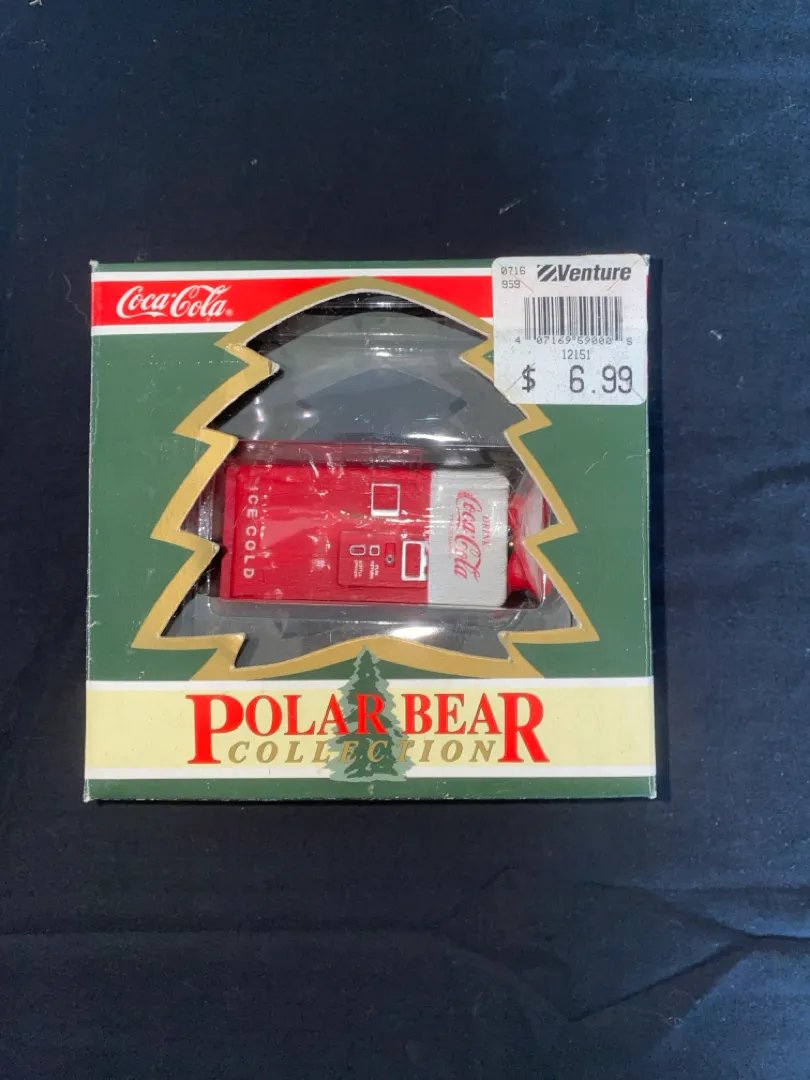 Coca-Cola®
0716
959
Venture
4 07169 59000 5
12151
$ 6.99
ICE COLD
DRINK
Coca-Cola
POLAR BEAR
COLLECTION